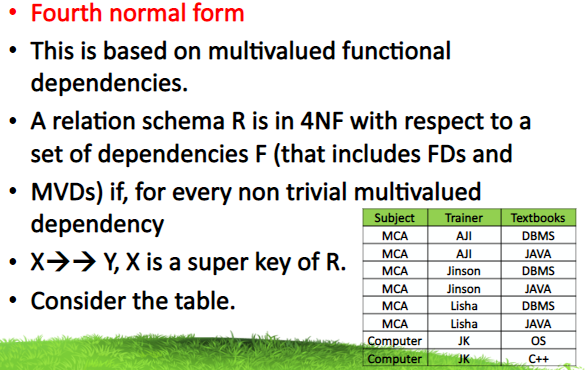 • Fourth normal form
• This is based on multivalued functional
dependencies.
• A relation schema R is in 4NF with respect to a
set of dependencies F (that includes FDs and
• MVDs) if, for every non trivial multivalued
dependency
• X→→ Y, X is a super key of R.
• Consider the table.
Subject Trainer Textbooks
MCA AJI DBMS
MCA AJI JAVA
MCA Jinson DBMS
MCA Jinson JAVA
MCA Lisha DBMS
MCA Lisha JAVA
Computer JK OS
Computer JK C++